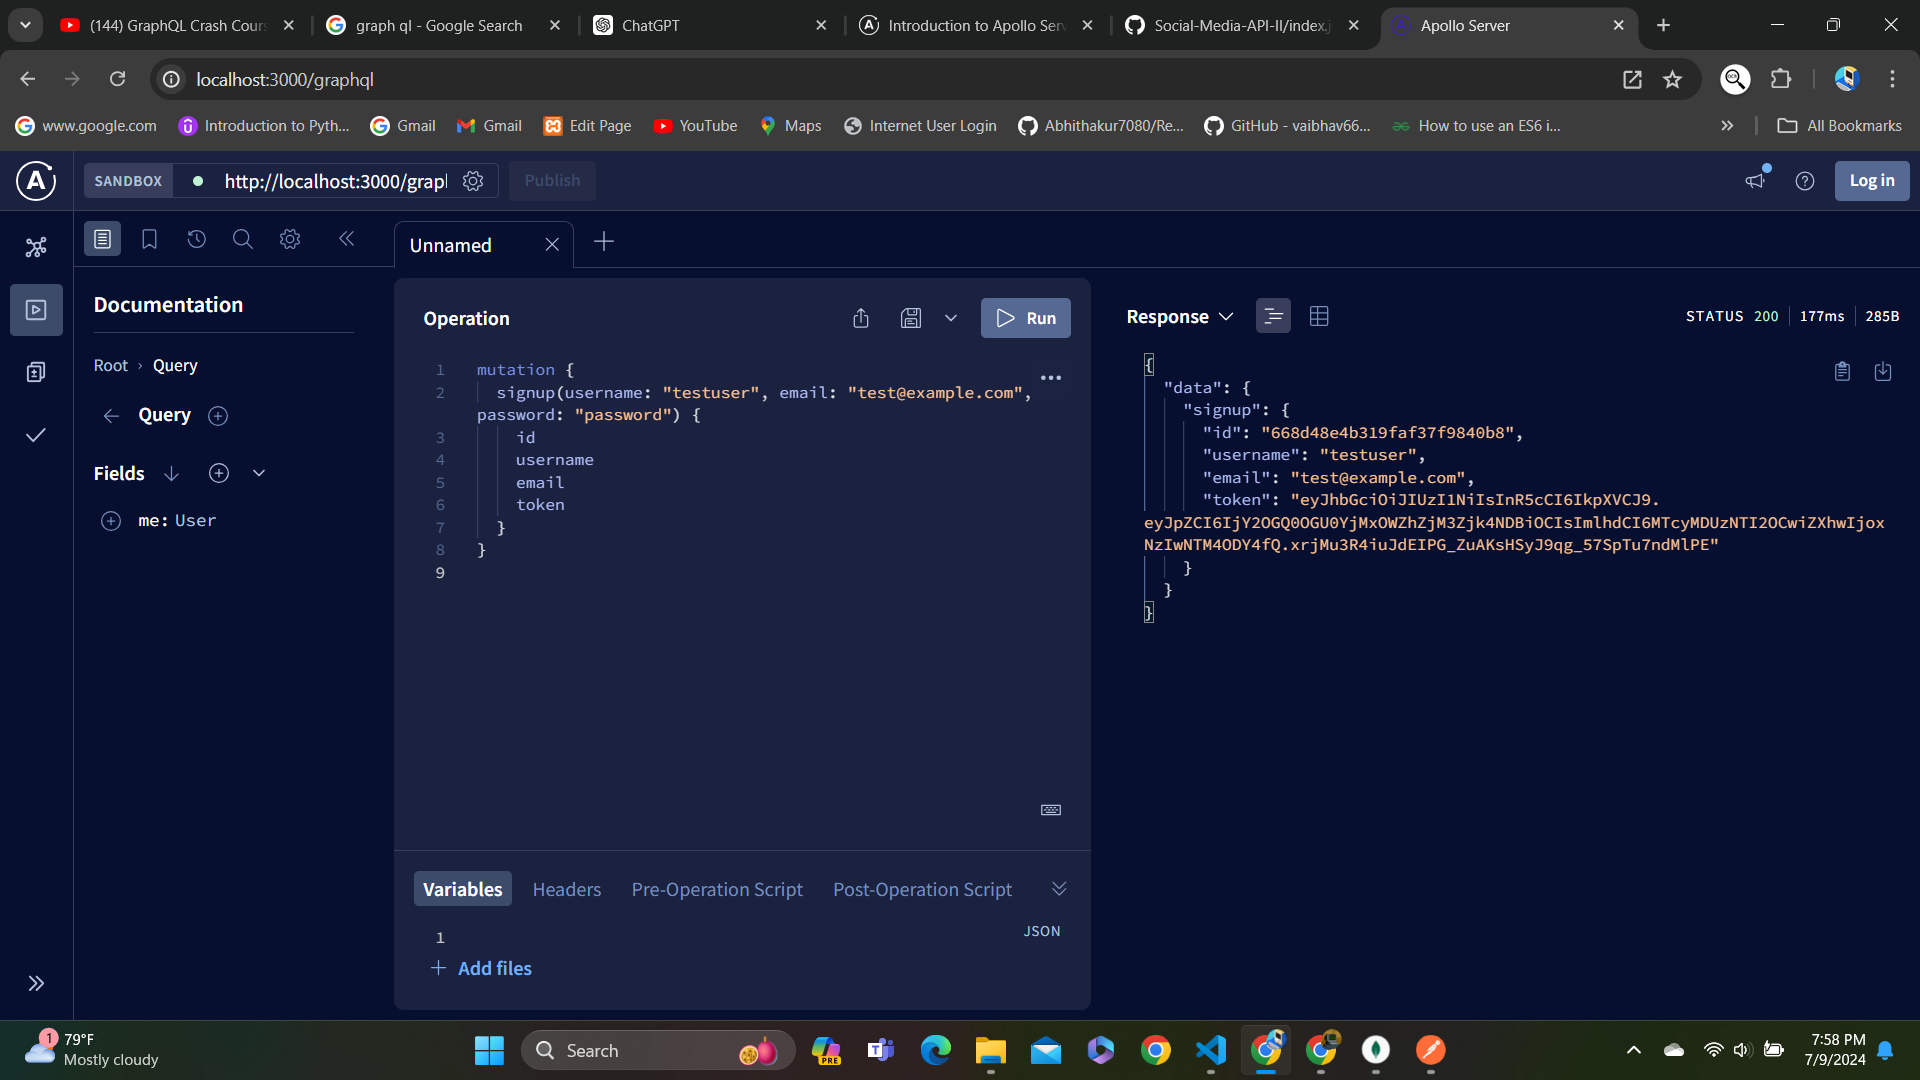 (144) GraphQL Crash Cours
graph ql - Google Search
ChatGPT
Introduction to Apollo Serv
Social-Media-API-II/index.j
Apollo Server
localhost:3000/graphql
www.google.com
Introduction to Pyth...
Gmail
Gmail
Edit Page
YouTube
Maps
Internet User Login
Abhithakur7080/Re...
GitHub - vaibhav66...
How to use an ES6 i...
All Bookmarks
SANDBOX
http://localhost:3000/grapl
Publish
Log in
Unnamed
Documentation
Root › Query
Query
Fields
me: User
Operation
Run
1 mutation {
2 signup(username: "testuser", email: "test@example.com",
password: "password") {
3 id
4 username
5 email
6 token
7 }
8 }
9
Response
STATUS 200 177ms 285B
{
"data": {
"signup": {
"id": "668d48e4b319faf37f9840b8",
"username": "testuser",
"email": "test@example.com",
"token": "eyJhbGciOiJIUzI1NiIsInR5cCI6IkpXVCJ9.
eyJpZCI6IjY2OGQ0OGU0YjMxOWZhZjM3Zjk4NDBiOCIsImlhdCI6MTcyMDUzNTI2OCwiZXhwIjox
NzIwNTM4ODY4fQ.xrjMu3R4iuJdEIPG_ZuAKsHSyJ9qg_57SpTu7ndMlPE"
}
}
}
Variables
Headers
Pre-Operation Script
Post-Operation Script
1
JSON
Add files
1
79°F
Mostly cloudy
Search
PRE
7:58 PM
7/9/2024